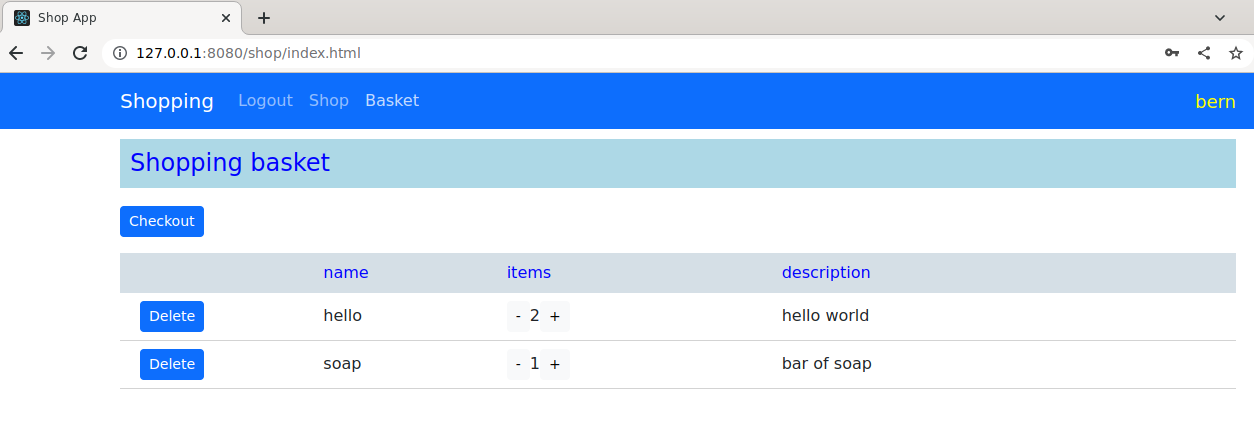 Shop App
127.0.0.1:8080/shop/index.html
Shopping Logout Shop Basket bern
Shopping basket
Checkout
name items description
Delete hello - 2 + hello world
Delete soap - 1 + bar of soap